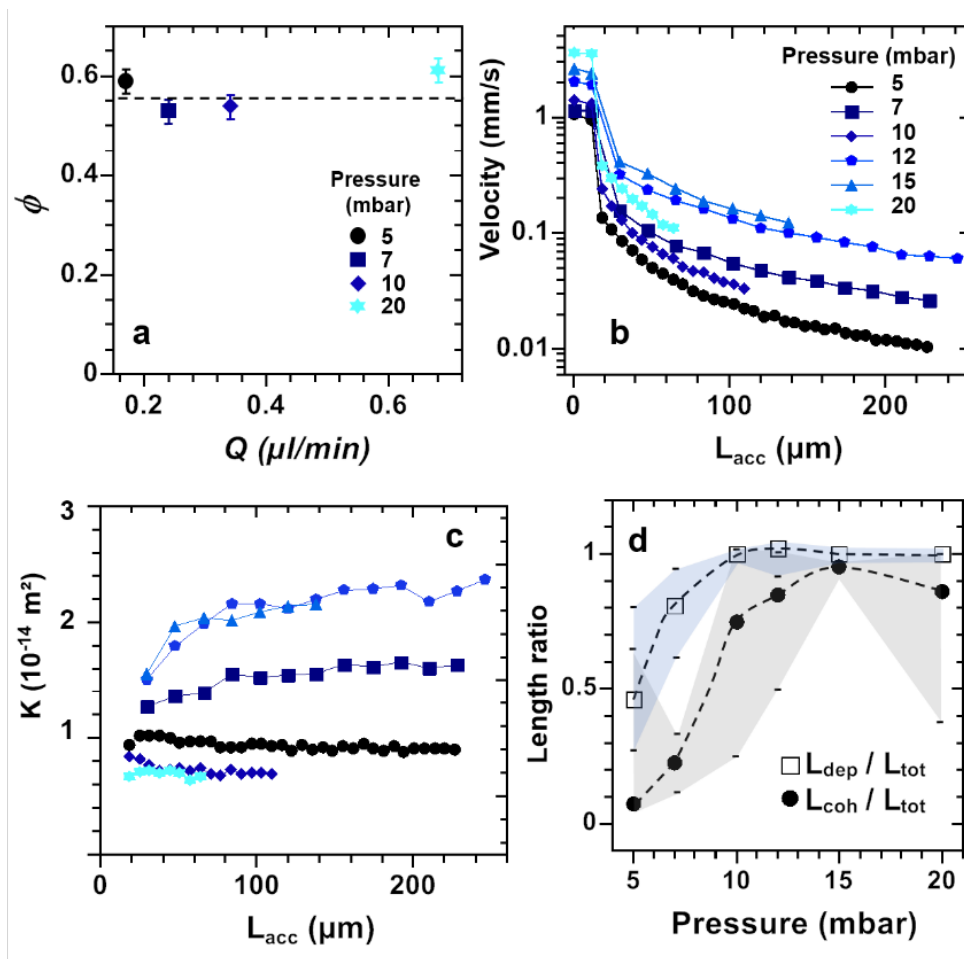 a
ϕ
0.8
0.6
0.4
0.2
0
0.2
0.4
0.6
Q (µl/min)
Pressure
(mbar)
5
7
10
20
b
Velocity (mm/s)
1
0.1
0.01
0
100
200
Lacc (µm)
Pressure (mbar)
5
7
10
12
15
20
c
K (10⁻¹⁴ m²)
3
2
1
0
100
200
Lacc (µm)
d
Length ratio
1
0.5
0
5
10
15
20
Pressure (mbar)
Ldep / Ltot
Lcoh / Ltot